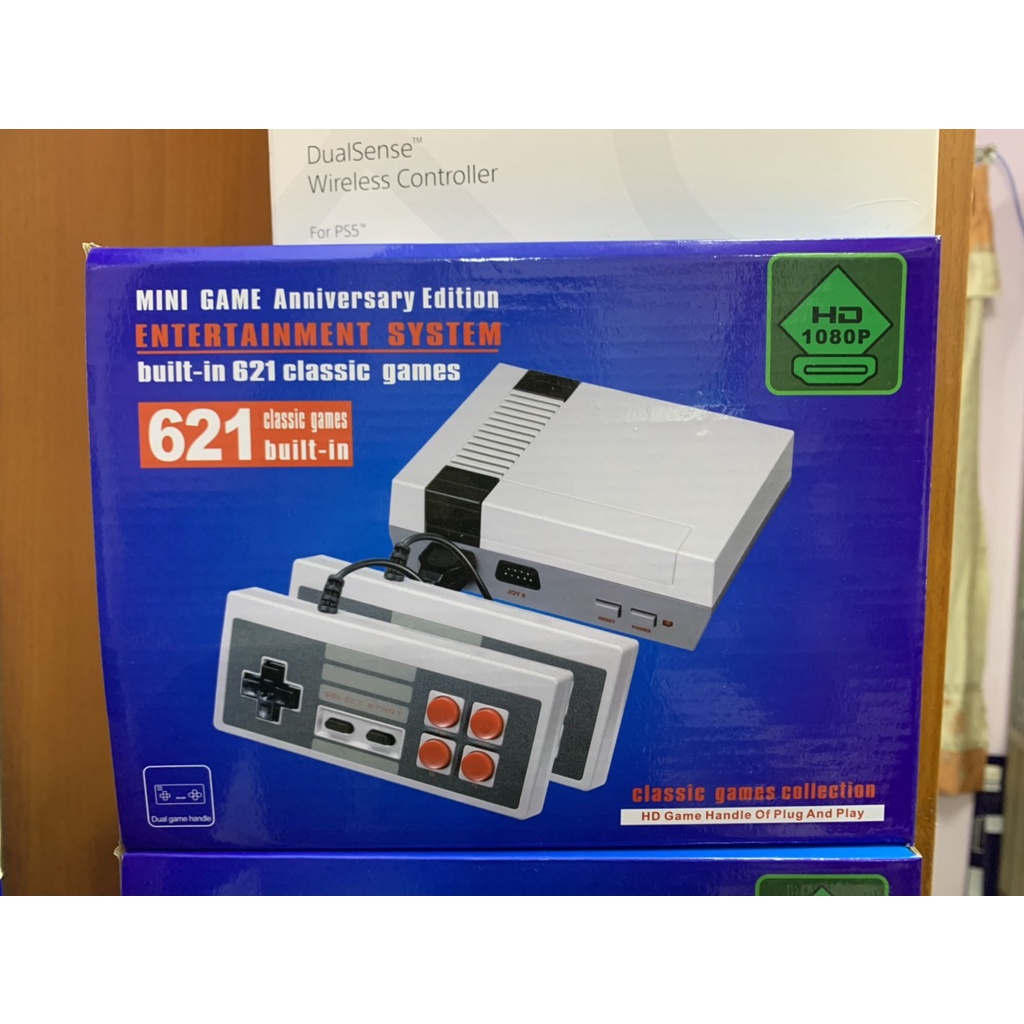 DualSense™
Wireless Controller
For PS5™
MINI GAME Anniversary Edition
ENTERTAINMENT SYSTEM
built-in 621 classic games
HD
1080P
621 classic games
built-in
JOY 2
RESET
POWER
SELECT START
Dual game handle
classic games collection
HD Game Handle Of Plug And Play